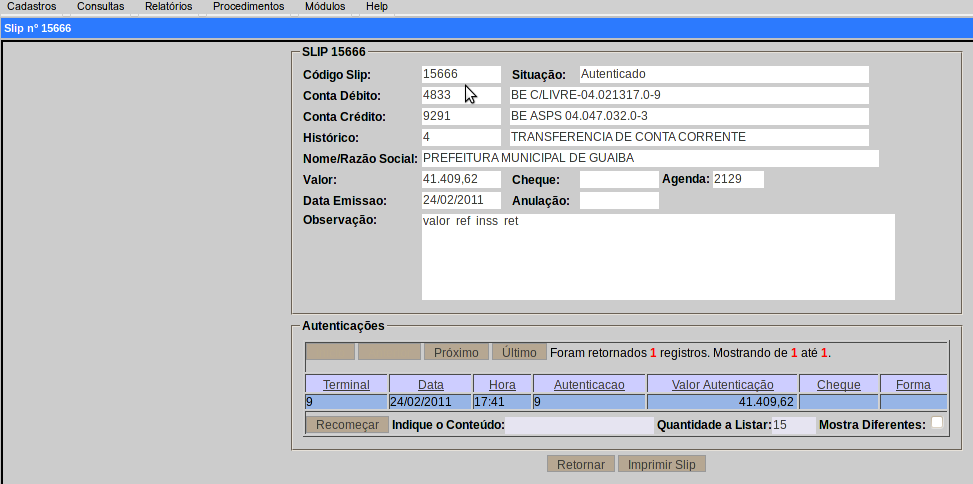 Cadastros Consultas Relatórios Procedimentos Módulos Help
Slip nº 15666
SLIP 15666
Código Slip: 15666 Situação: Autenticado
Conta Débito: 4833 BE C/LIVRE-04.021317.0-9
Conta Crédito: 9291 BE ASPS 04.047.032.0-3
Histórico: 4 TRANSFERENCIA DE CONTA CORRENTE
Nome/Razão Social: PREFEITURA MUNICIPAL DE GUAIBA
Valor: 41.409,62 Cheque: Agenda: 2129
Data Emissao: 24/02/2011 Anulação:
Observação: valor ref inss ret
Autenticações
Próximo Último Foram retornados 1 registros. Mostrando de 1 até 1.
Terminal Data Hora Autenticacao Valor Autenticação Cheque Forma
9 24/02/2011 17:41 9 41.409,62
Recomeçar Indique o Conteúdo: Quantidade a Listar: 15 Mostra Diferentes:
Retornar Imprimir Slip